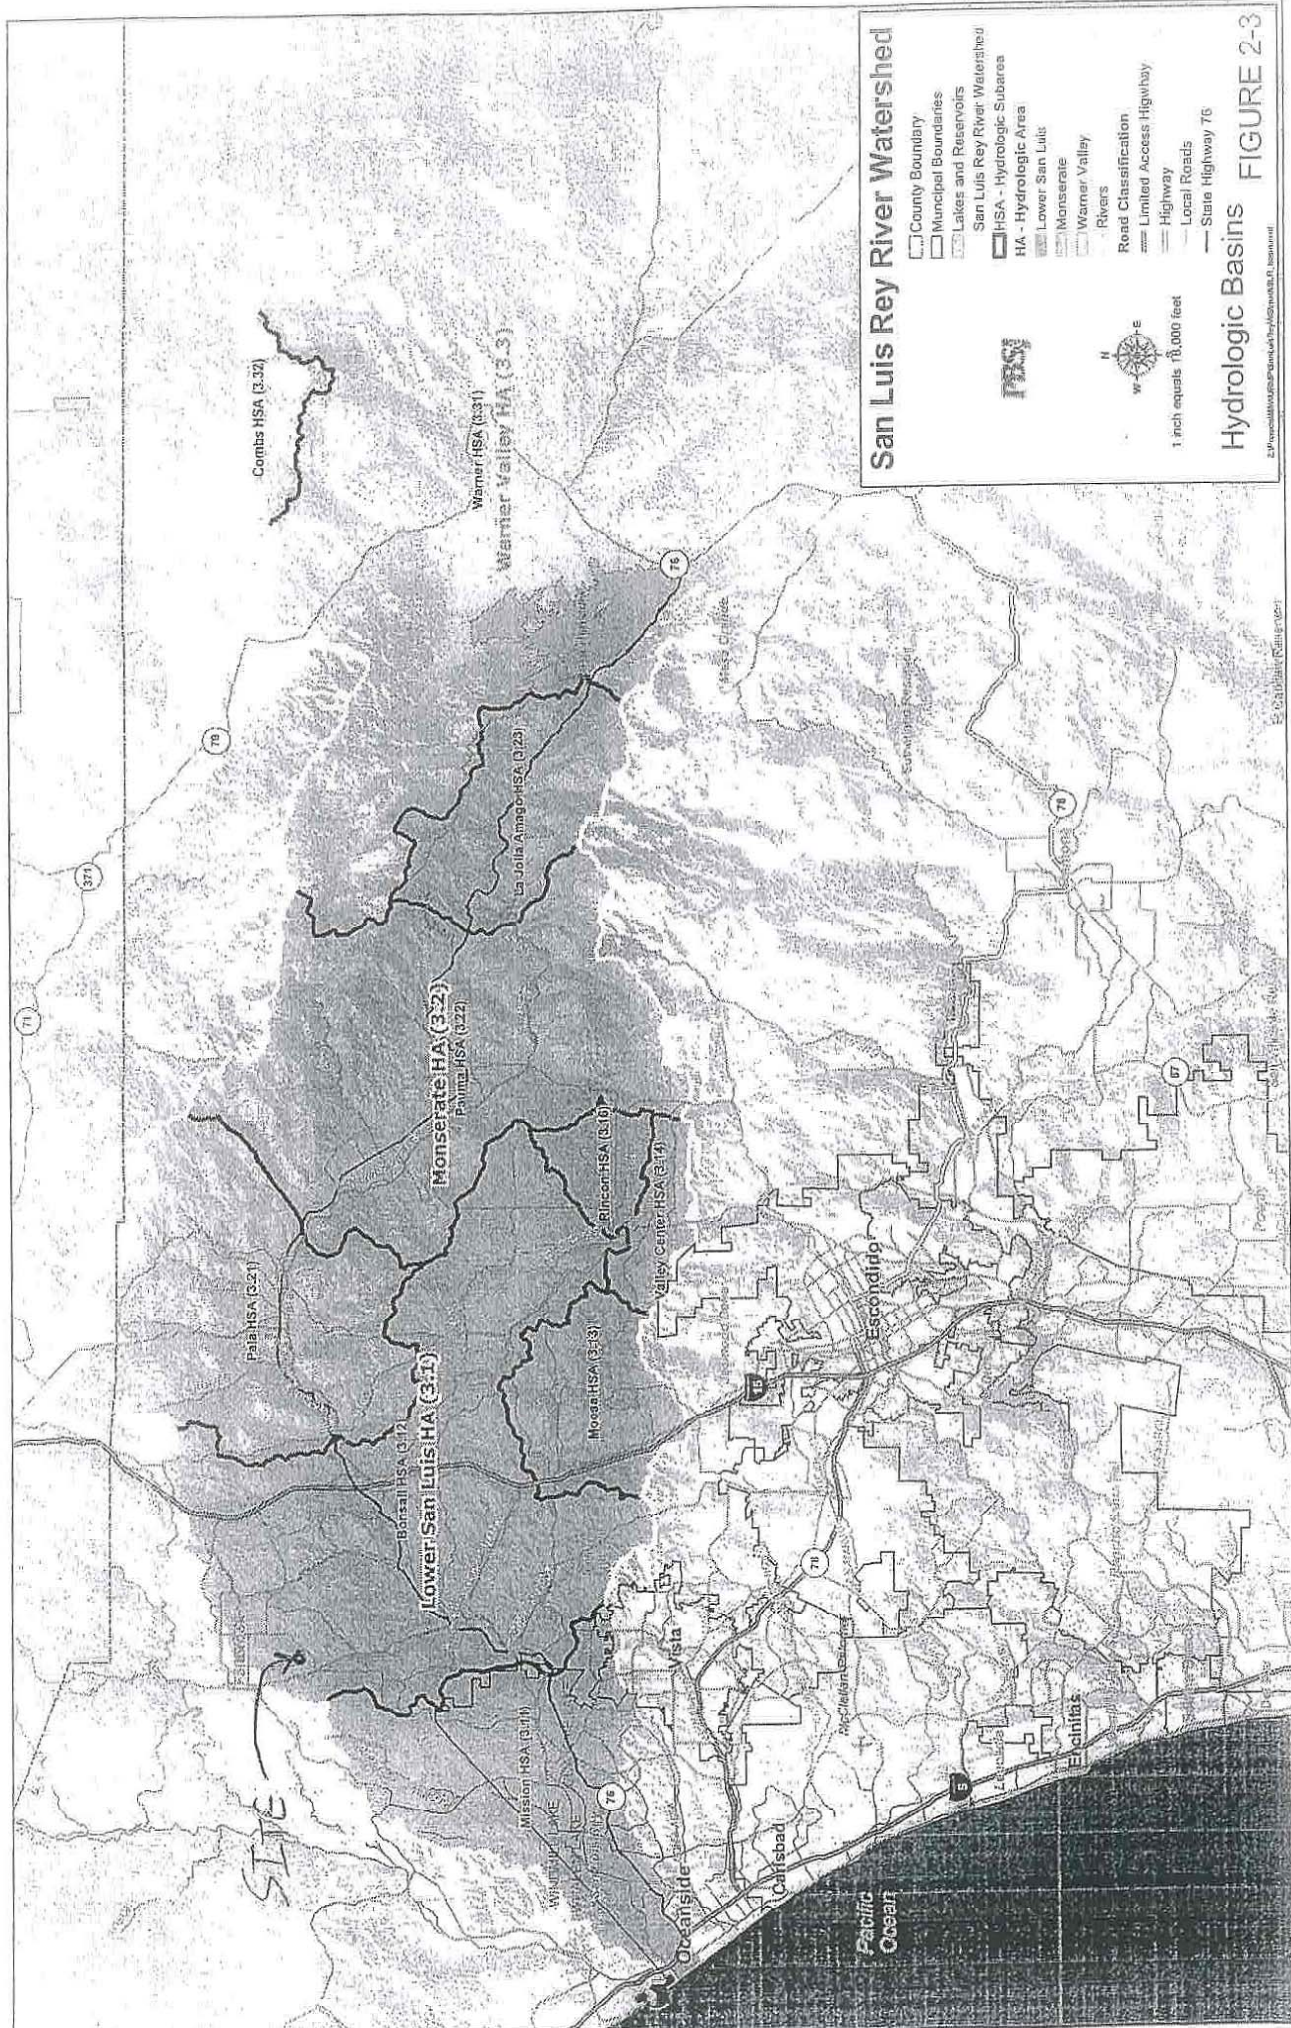 San Luis Rey River Watershed
County Boundary
Muncipal Boundaries
Lakes and Reservoirs
San Luis Rey River Watershed
HSA - Hydrologic Subarea
HA - Hydrologic Area
Lower San Luis
Monserate
Warner Valley
Rivers
Road Classification
Limited Access Higwhay
Highway
Local Roads
State Highway 76
PBSJ
N
W
E
S
1 inch equals 18,000 feet
Hydrologic Basins
FIGURE 2-3
Combs HSA (3.32)
Warner HSA (3.31)
Warner Valley HA (3.3)
79
371
71
76
La Jolla Amago HSA (3.23)
Monserate HA (3.2)
Pauma HSA (3.22)
Pala HSA (3.21)
Rincon HSA (3.16)
Valley Center HSA (3.14)
Moosa HSA (3.13)
Lower San Luis HA (3.1)
Bonsall HSA (3.12)
Mission HSA (3.11)
SITE
76
78
67
15
Escondido
78
Vista
Oceanside
Carlsbad
Encinitas
5
Pacific
Ocean